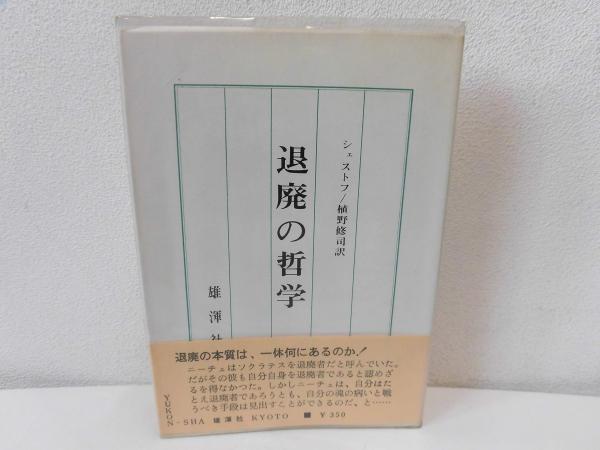 シェストフ/植野修司訳
退廃の哲学
雄渾社
退廃の本質は、一体何にあるのか!
ニーチェはソクラテスを退廃者だと呼んでいた。
だがその彼も自分自身を退廃者であると認めざ
るを得なかった。しかしニーチェは、自分はた
とえ退廃者であろうとも、自分の魂の病いと戦
うべき手段は見出すことができるのだ、と……
YUKON-SHA 雄渾社 KYOTO ■ ¥350